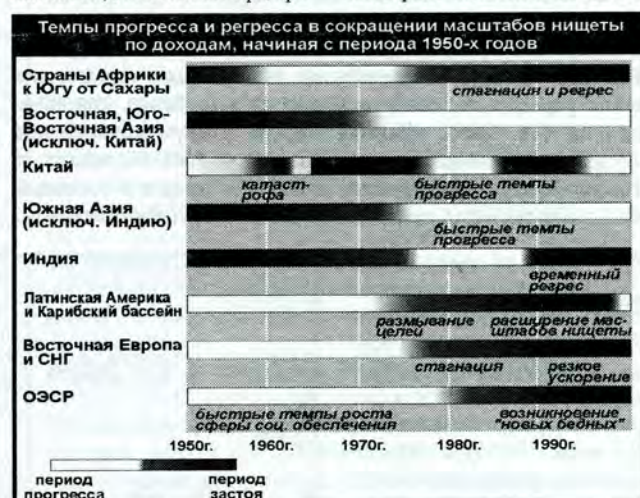 Темпы прогресса и регресса в сокращении масштабов нищеты
по доходам, начиная с периода 1950-х годов
Страны Африки
к Югу от Сахары
стагнация и регрес
Восточная, Юго-
Восточная Азия
(исключ. Китай)
Китай
катаст-
рофа
быстрые темпы
прогресса
Южная Азия
(исключ. Индию)
быстрые темпы
прогресса
Индия
временный
регрес
Латинская Америка
и Карибский бассейн
размывание
целей
расширение мас-
штабов нищеты
Восточная Европа
и СНГ
стагнация
резкое
ускорение
ОЭСР
быстрые темпы роста
сферы соц. обеспечения
возникновение
"новых бедных"
1950г. 1960г. 1970г. 1980г. 1990г.
период
прогресса
период
застоя